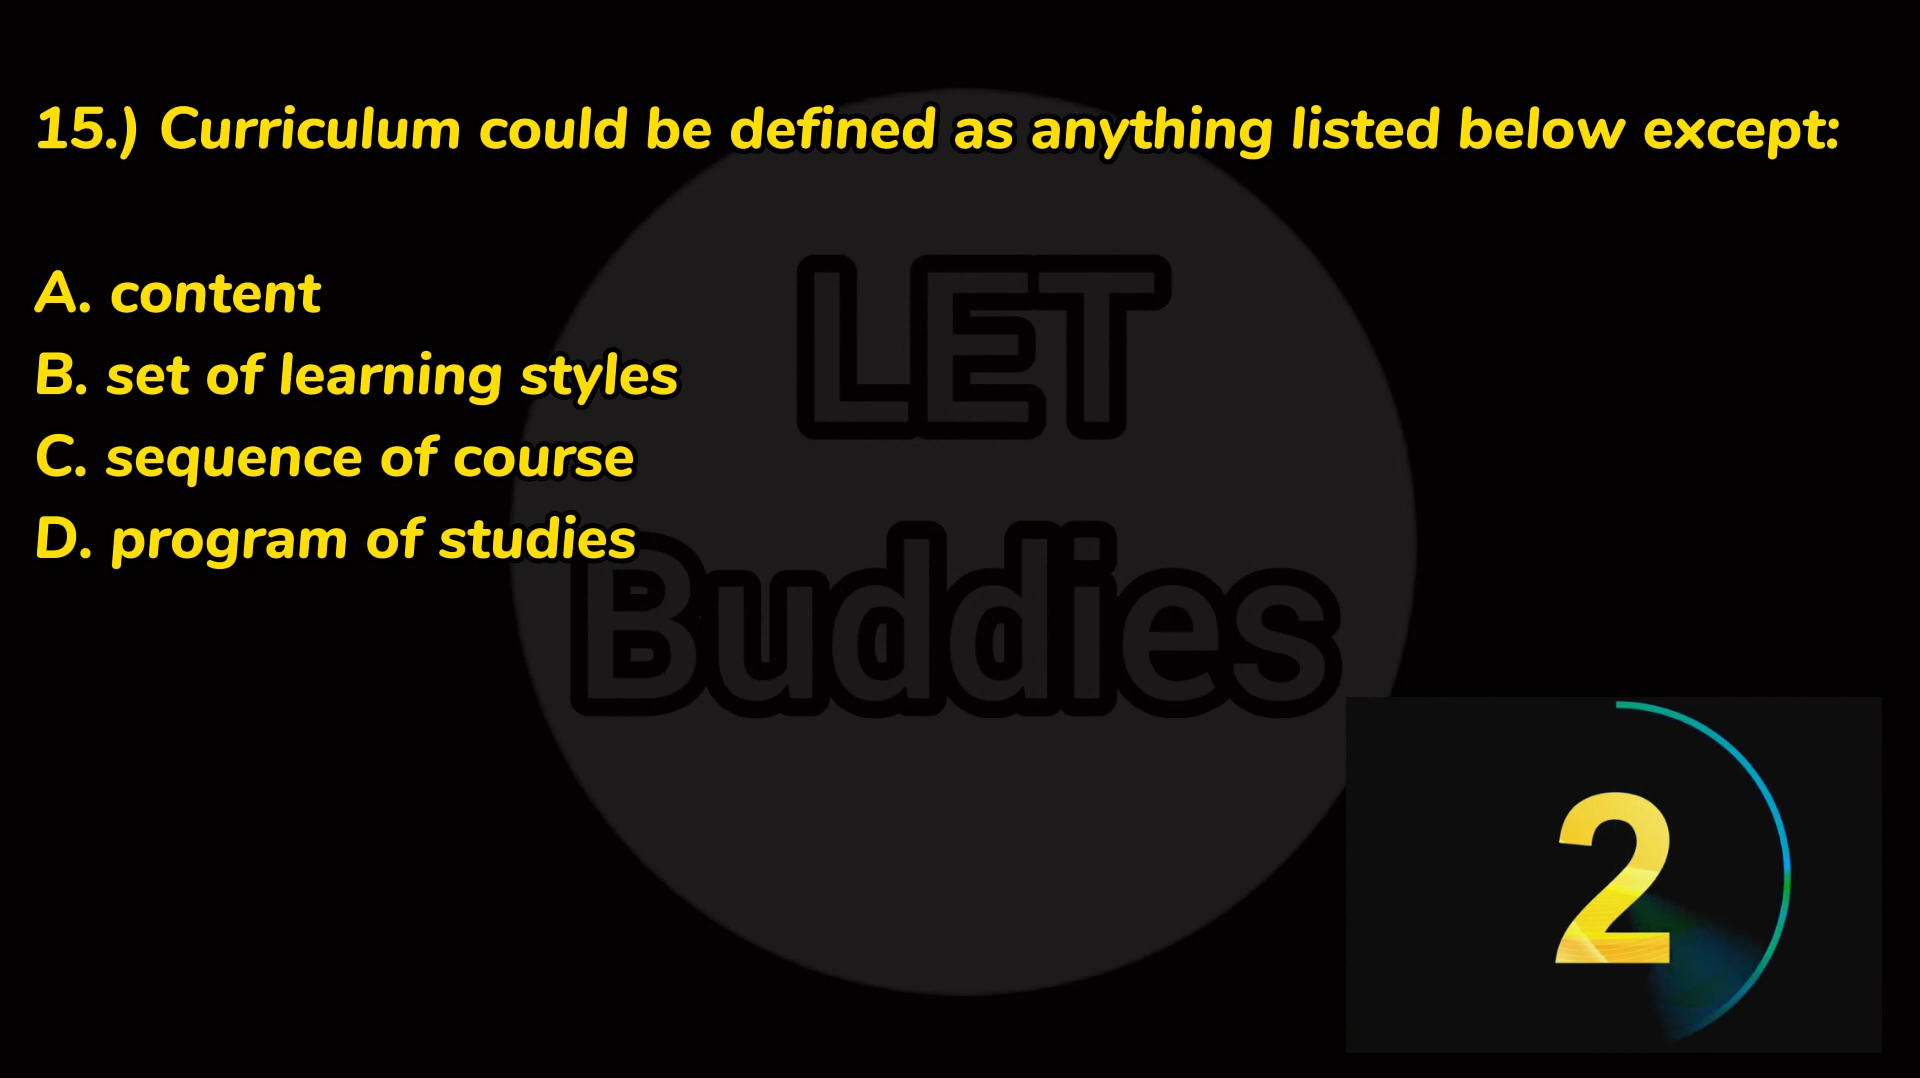 15.) Curriculum could be defined as anything listed below except:
A. content
B. set of learning styles
C. sequence of course
D. program of studies
LET
Buddies
2